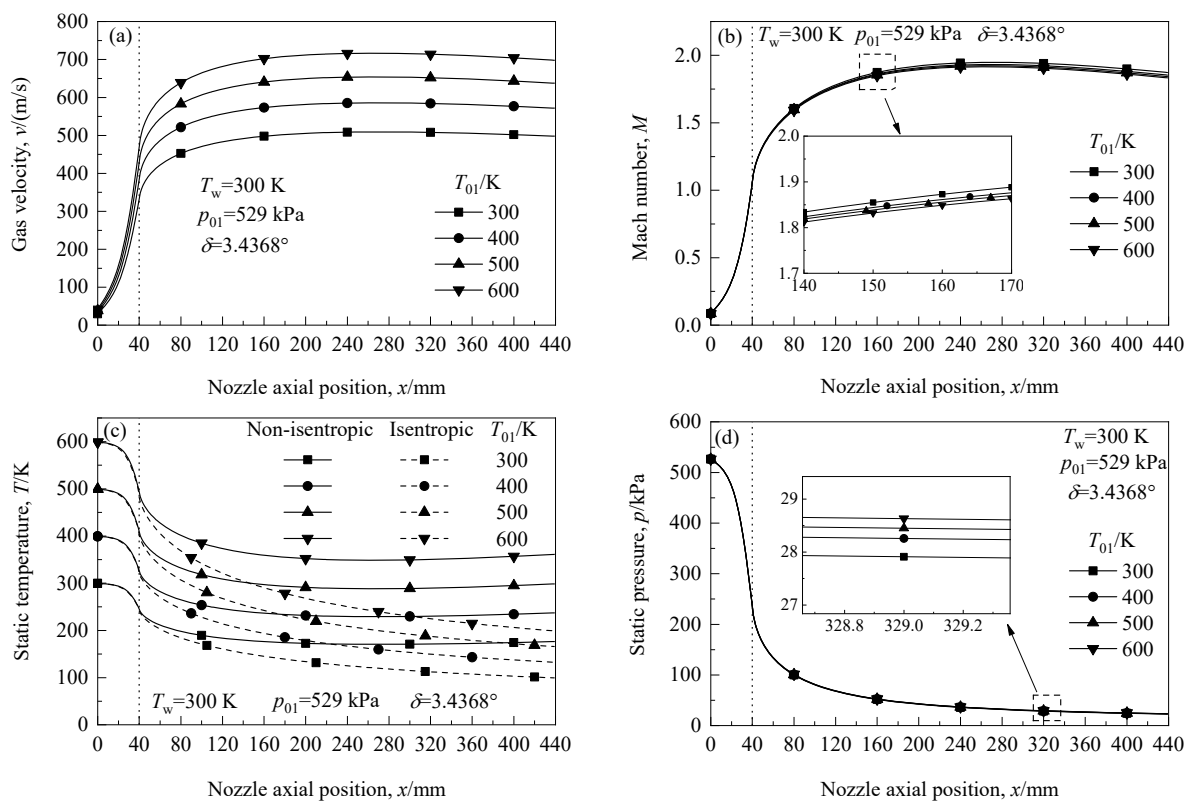 (a)
800
700
600
500
400
300
200
100
0
Gas velocity, v/(m/s)
T_w=300 K
p_01=529 kPa
δ=3.4368°
T_01/K
300
400
500
600
0 40 80 120 160 200 240 280 320 360 400 440
Nozzle axial position, x/mm
(b)
T_w=300 K p_01=529 kPa δ=3.4368°
2.0
1.5
1.0
0.5
0.0
Mach number, M
2.0
1.9
1.8
1.7
140 150 160 170
T_01/K
300
400
500
600
0 40 80 120 160 200 240 280 320 360 400 440
Nozzle axial position, x/mm
(c)
Non-isentropic Isentropic T_01/K
300
400
500
600
600
500
400
300
200
100
0
Static temperature, T/K
T_w=300 K p_01=529 kPa δ=3.4368°
0 40 80 120 160 200 240 280 320 360 400 440
Nozzle axial position, x/mm
(d)
T_w=300 K
p_01=529 kPa
δ=3.4368°
600
500
400
300
200
100
0
Static pressure, p/kPa
29
28
27
328.8 329.0 329.2
T_01/K
300
400
500
600
0 40 80 120 160 200 240 280 320 360 400 440
Nozzle axial position, x/mm